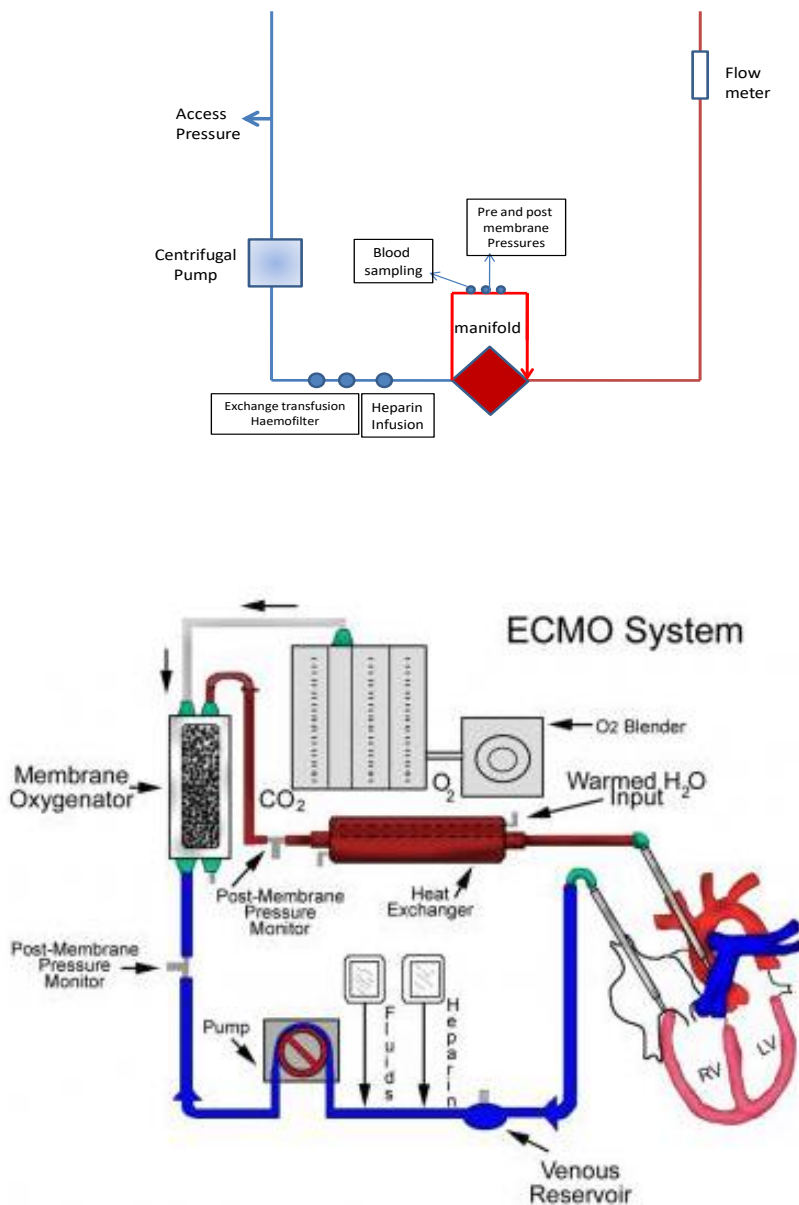 Flow
meter
Access
Pressure
Pre and post
membrane
Pressures
Blood
sampling
Centrifugal
Pump
manifold
Exchange transfusion
Haemofilter
Heparin
Infusion
ECMO System
O2 Blender
Membrane
Oxygenator
CO2
O2
Warmed H2O
Input
Post-Membrane
Pressure
Monitor
Heat
Exchanger
Post-Membrane
Pressure
Monitor
Pump
Fluids
Heparin
RV
LV
Venous
Reservoir